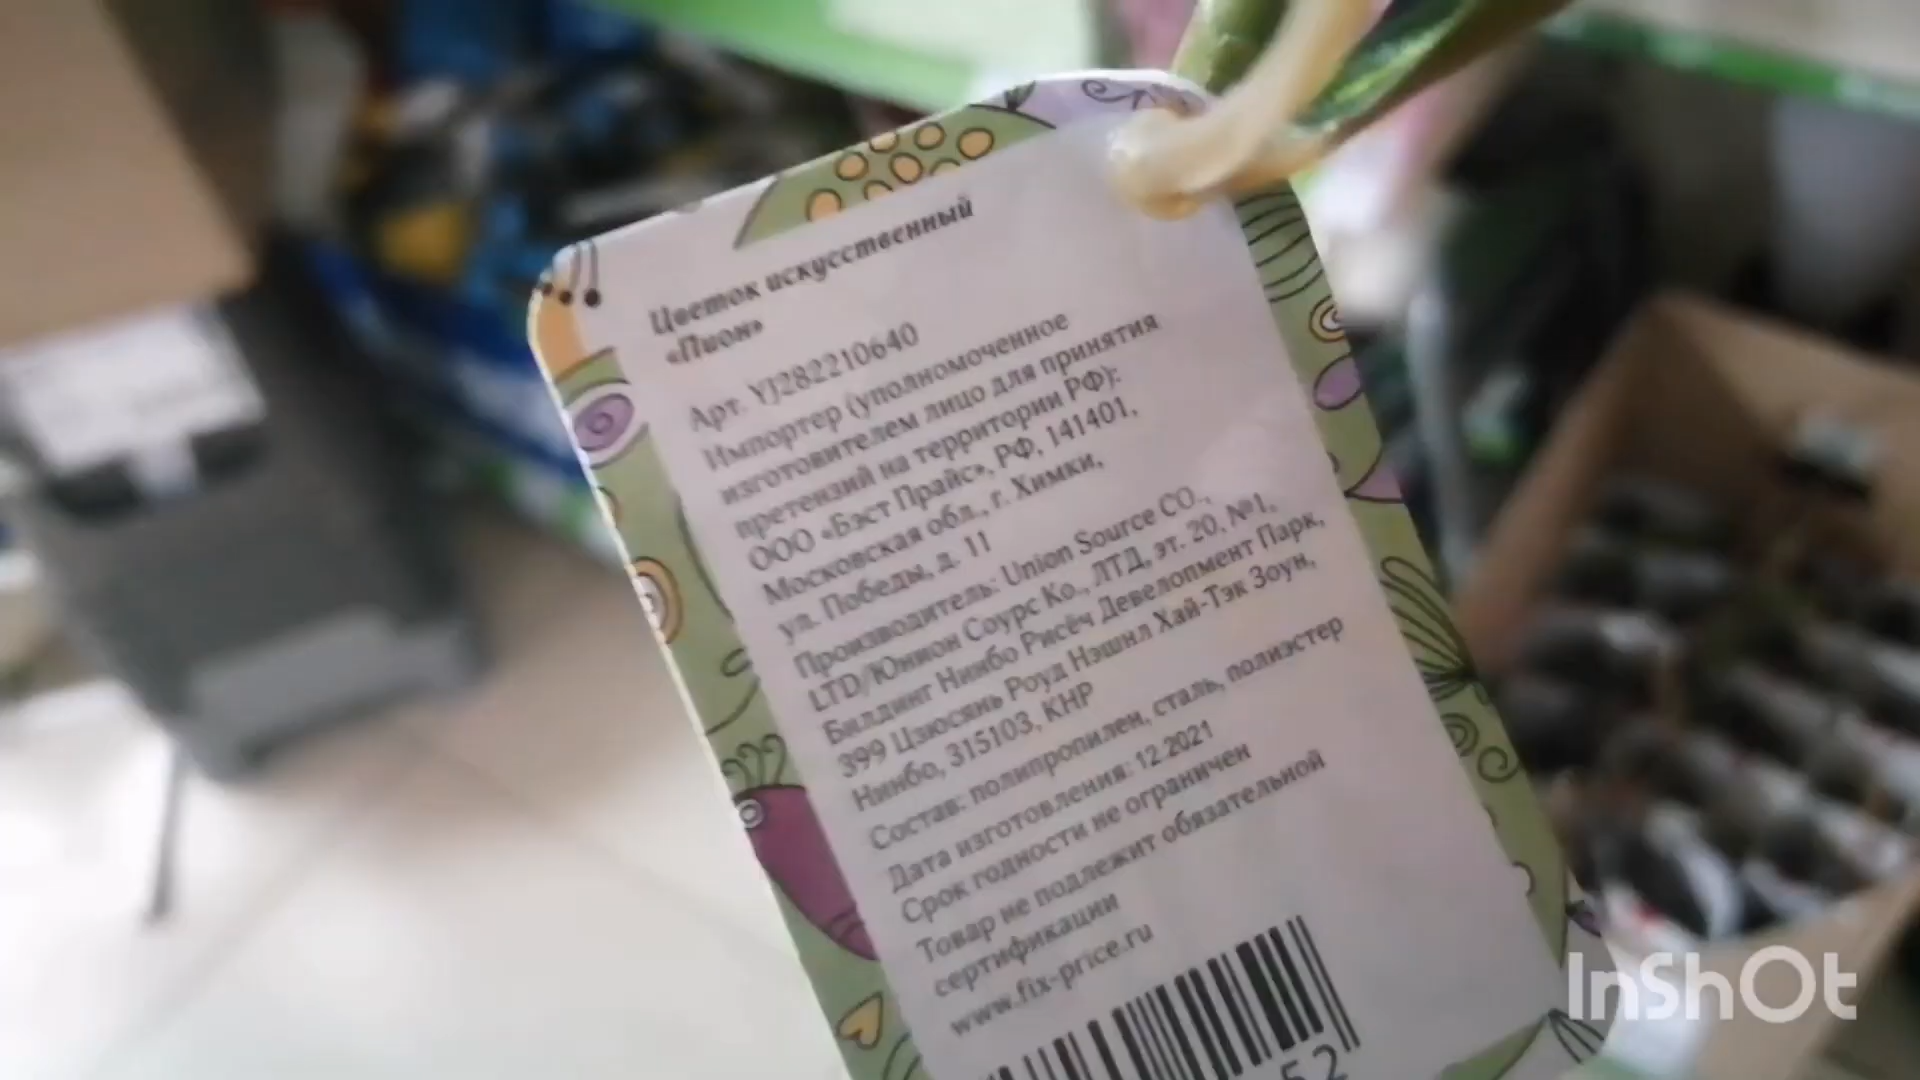 Цветок искусственный
«Пион»
Арт. YJ282210640
Импортер (уполномоченное
изготовителем лицо для принятия
претензий на территории РФ):
ООО «Бэст Прайс», РФ, 141401,
Московская обл., г. Химки,
ул. Победы, д. 11
Производитель: Union Source CO.,
LTD/Юнион Соурс Ко., ЛТД, эт. 20, №1,
Билдинг Нинбо Рисёч Девелопмент Парк,
399 Цзюсянь Роуд Нэшнл Хай-Тэк Зоун,
Нинбо, 315103, КНР
Состав: полипропилен, сталь, полиэстер
Дата изготовления: 12.2021
Срок годности не ограничен
Товар не подлежит обязательной
сертификации
www.fix-price.ru
52
InShOt